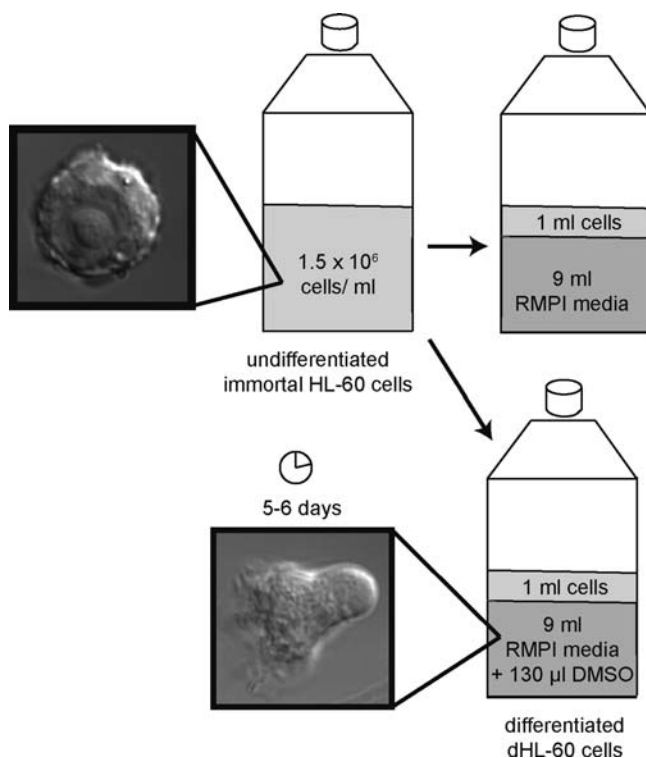 1.5 x 10⁶
cells/ ml
undifferentiated
immortal HL-60 cells
1 ml cells
9 ml
RMPI media
5-6 days
1 ml cells
9 ml
RMPI media
+ 130 µl DMSO
differentiated
dHL-60 cells